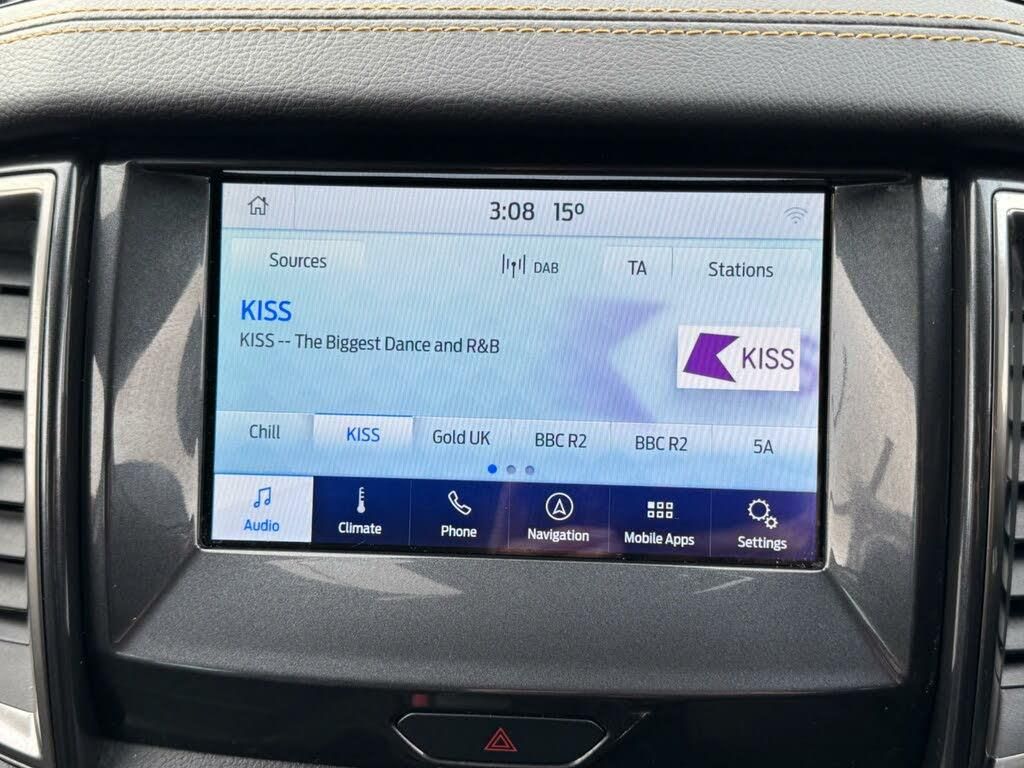 3:08 15º
Sources
DAB
TA
Stations
KISS
KISS -- The Biggest Dance and R&B
KISS
Chill
KISS
Gold UK
BBC R2
BBC R2
5A
Audio
Climate
Phone
Navigation
Mobile Apps
Settings